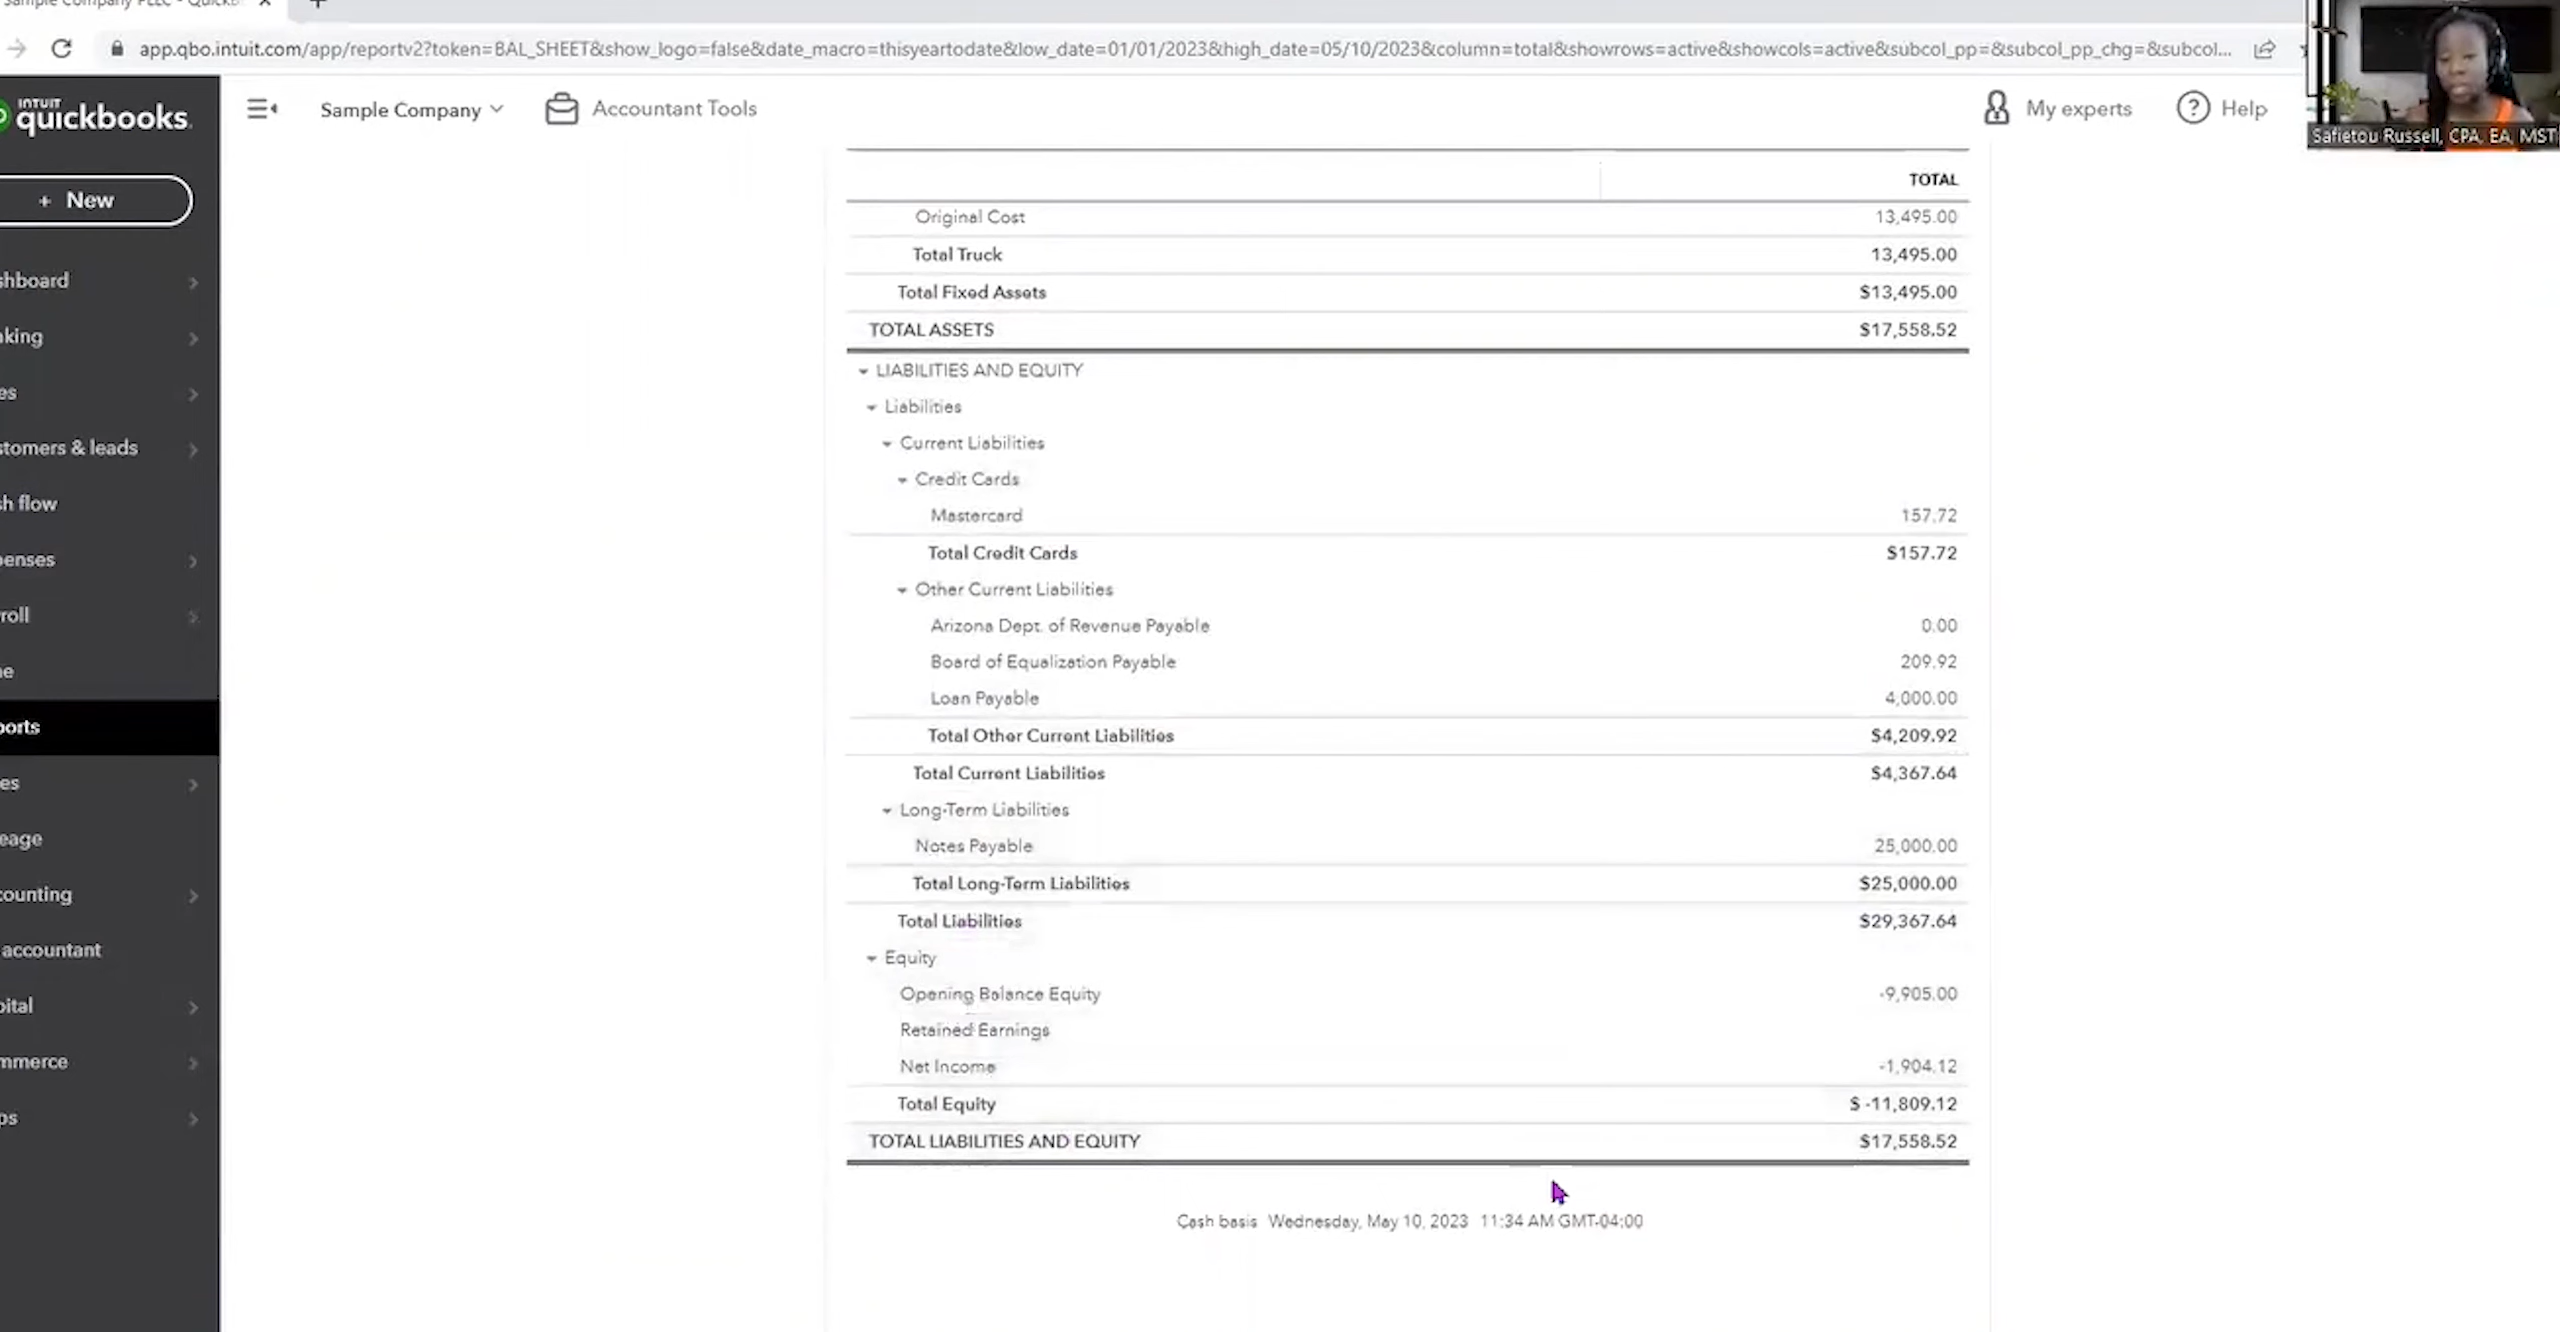 Sample Company PLLC - QuickB
app.qbo.intuit.com/app/reportv2?token=BAL_SHEET&show_logo=false&date_macro=thisyeartodate&low_date=01/01/2023&high_date=05/10/2023&column=total&showrows=active&showcols=active&subcol_pp=&subcol_pp_chg=&subcol...
INTUIT
quickbooks.
Sample Company
Accountant Tools
My experts
Help
Safietou Russell, CPA, EA, MST
+ New
shboard
king
es
stomers & leads
sh flow
penses
roll
e
ports
es
eage
counting
accountant
pital
mmerce
ps
TOTAL
Original Cost 13,495.00
Total Truck 13,495.00
Total Fixed Assets $13,495.00
TOTAL ASSETS $17,558.52
LIABILITIES AND EQUITY
Liabilities
Current Liabilities
Credit Cards
Mastercard 157.72
Total Credit Cards $157.72
Other Current Liabilities
Arizona Dept. of Revenue Payable 0.00
Board of Equalization Payable 209.92
Loan Payable 4,000.00
Total Other Current Liabilities $4,209.92
Total Current Liabilities $4,367.64
Long-Term Liabilities
Notes Payable 25,000.00
Total Long-Term Liabilities $25,000.00
Total Liabilities $29,367.64
Equity
Opening Balance Equity -9,905.00
Retained Earnings
Net Income -1,904.12
Total Equity $ -11,809.12
TOTAL LIABILITIES AND EQUITY $17,558.52
Cash basis Wednesday, May 10, 2023 11:34 AM GMT-04:00